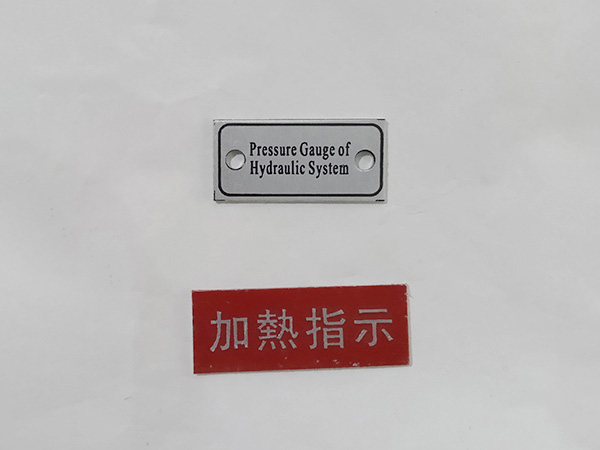 Pressure Gauge of
Hydraulic System
加熱指示